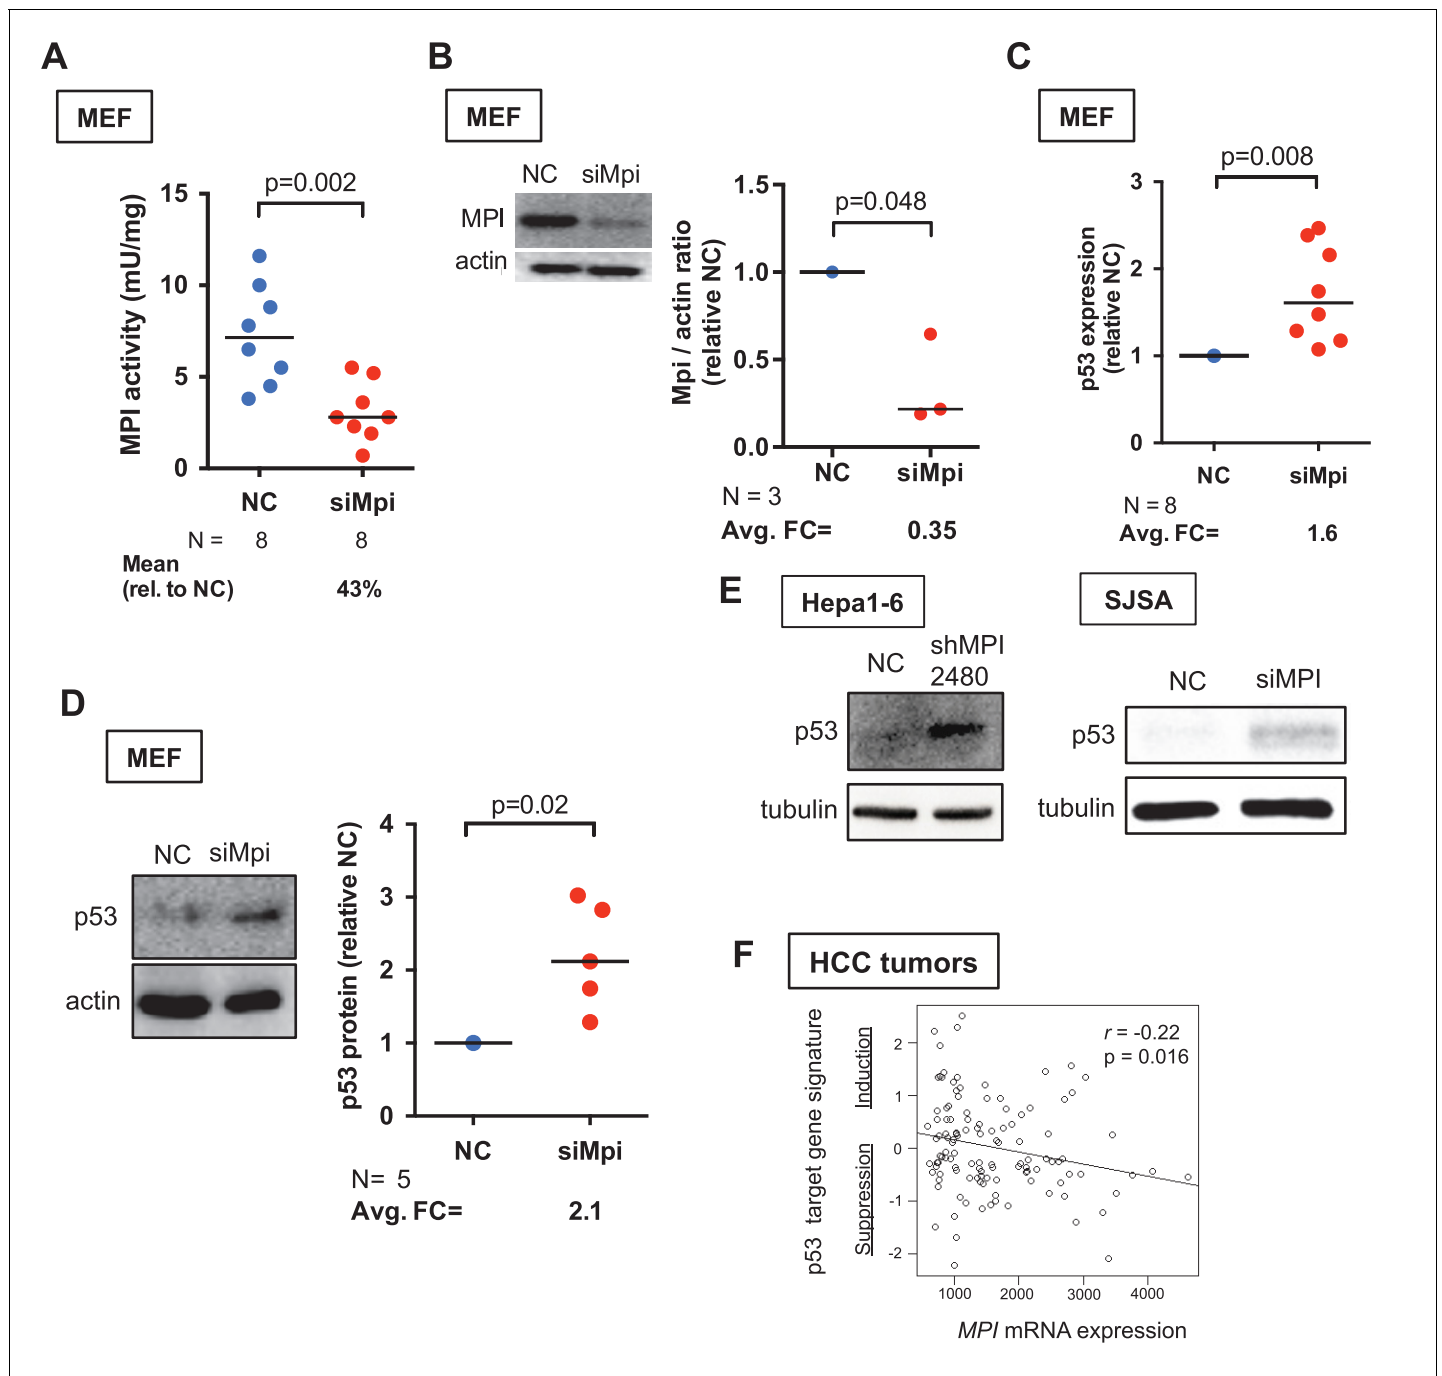 A
MEF
MPI activity (mU/mg)
15
10
5
0
p=0.002
NC
siMpi
N =
8
8
Mean
(rel. to NC)
43%
B
MEF
NC
siMpi
MPI
actin
Mpi / actin ratio
(relative NC)
1.5
1.0
0.5
0.0
p=0.048
NC
siMpi
N = 3
Avg. FC=
0.35
C
MEF
p53 expression
(relative NC)
3
2
1
0
p=0.008
NC
siMpi
N = 8
Avg. FC=
1.6
D
MEF
NC
siMpi
p53
actin
p53 protein (relative NC)
4
3
2
1
0
p=0.02
NC
siMpi
N= 5
Avg. FC=
2.1
E
Hepa1-6
NC
shMPI
2480
p53
tubulin
SJSA
NC
siMPI
p53
tubulin
F
HCC tumors
p53 target gene signature
Suppression
Induction
2
1
0
-1
-2
r = -0.22
p = 0.016
1000
2000
3000
4000
MPI mRNA expression